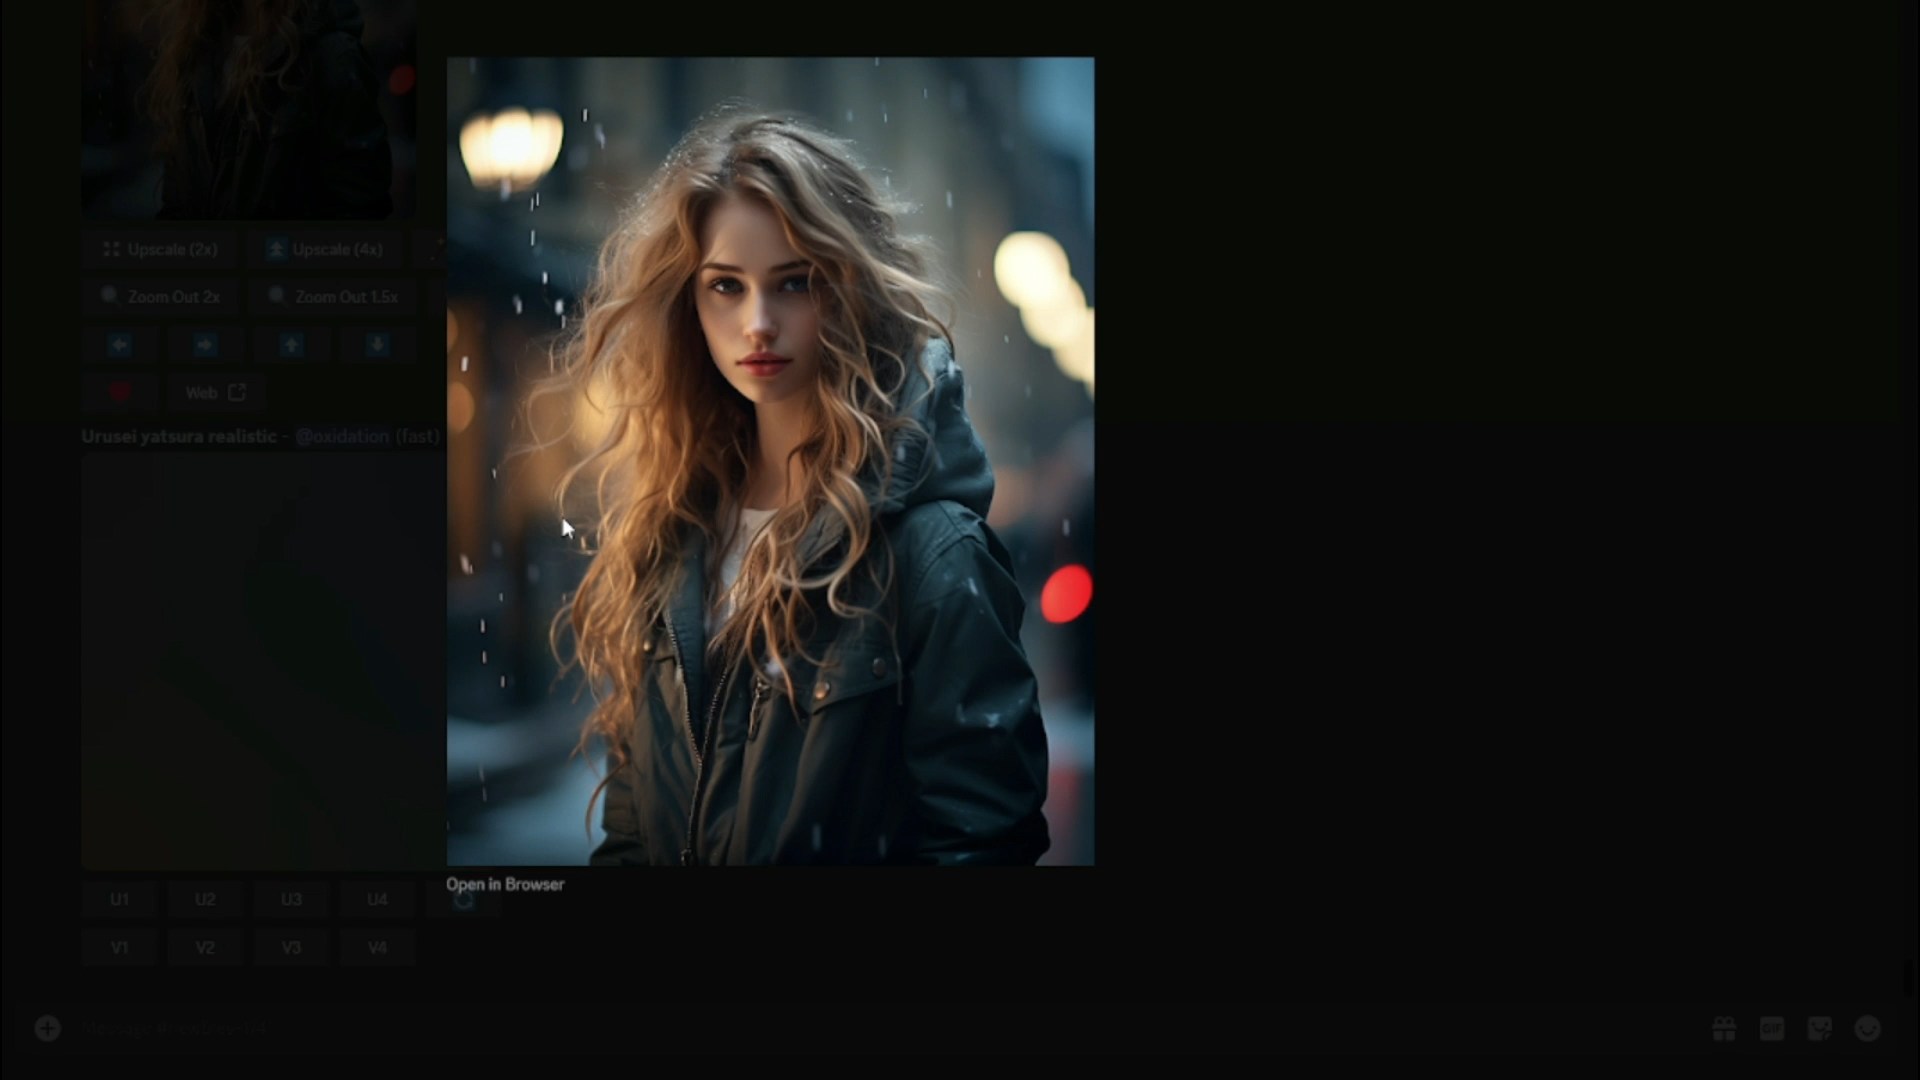 Upscale (2x)
Upscale (4x)
Zoom Out 2x
Zoom Out 1.5x
Web
Urusei yatsura realistic - @oxidation (fast)
Open in Browser
U1
U2
U3
U4
V1
V2
V3
V4
GIF